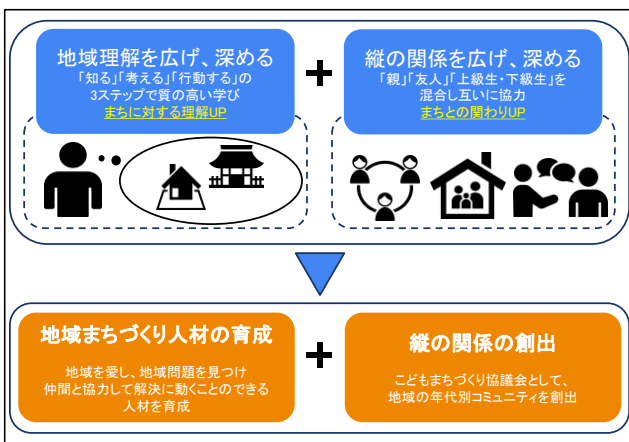 地域理解を広げ、深める
「知る」「考える」「行動する」の
3ステップで質の高い学び
まちに対する理解UP
+
縦の関係を広げ、深める
「親」「友人」「上級生・下級生」を
混合し互いに協力
まちとの関わりUP
地域まちづくり人材の育成
地域を愛し、地域問題を見つけ
仲間と協力して解決に動くことのできる
人材を育成
+
縦の関係の創出
こどもまちづくり協議会として、
地域の年代別コミュニティを創出